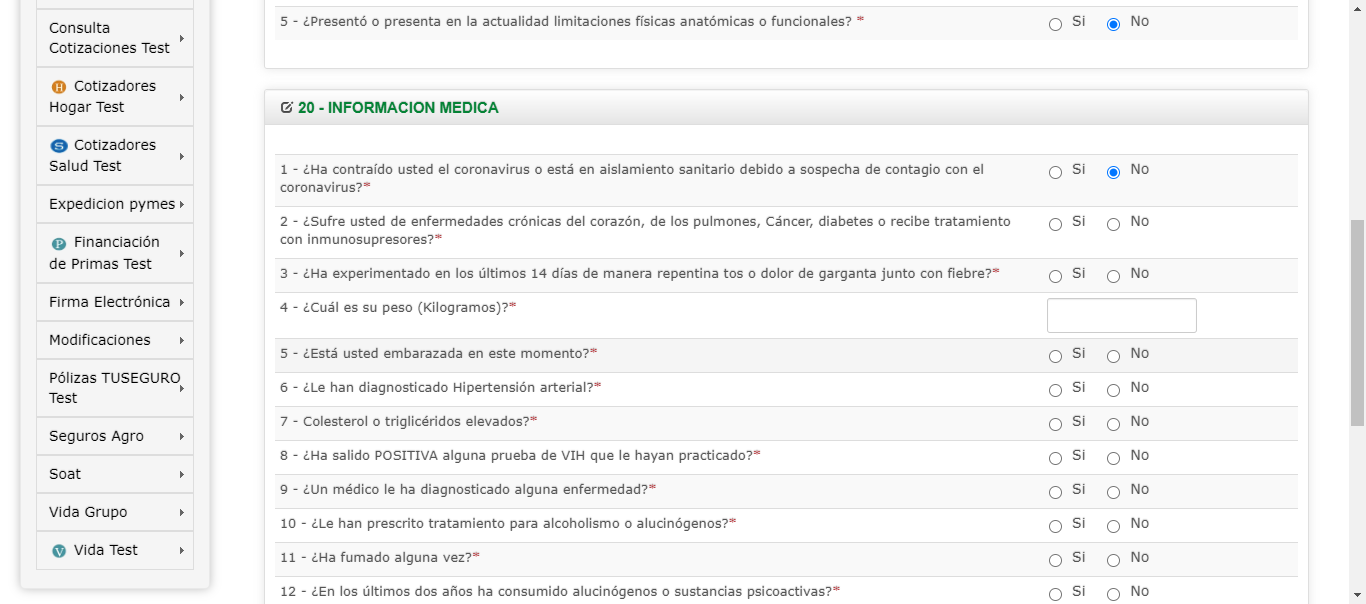 Consulta
Cotizaciones Test
H Cotizadores
Hogar Test
S Cotizadores
Salud Test
Expedicion pymes
P Financiación
de Primas Test
Firma Electrónica
Modificaciones
Pólizas TUSEGURO
Test
Seguros Agro
Soat
Vida Grupo
V Vida Test
5 - ¿Presentó o presenta en la actualidad limitaciones físicas anatómicas o funcionales? * Si No
20 - INFORMACION MEDICA
1 - ¿Ha contraído usted el coronavirus o está en aislamiento sanitario debido a sospecha de contagio con el Si No
coronavirus?*
2 - ¿Sufre usted de enfermedades crónicas del corazón, de los pulmones, Cáncer, diabetes o recibe tratamiento Si No
con inmunosupresores?*
3 - ¿Ha experimentado en los últimos 14 días de manera repentina tos o dolor de garganta junto con fiebre?* Si No
4 - ¿Cuál es su peso (Kilogramos)?*
5 - ¿Está usted embarazada en este momento?* Si No
6 - ¿Le han diagnosticado Hipertensión arterial?* Si No
7 - Colesterol o triglicéridos elevados?* Si No
8 - ¿Ha salido POSITIVA alguna prueba de VIH que le hayan practicado?* Si No
9 - ¿Un médico le ha diagnosticado alguna enfermedad?* Si No
10 - ¿Le han prescrito tratamiento para alcoholismo o alucinógenos?* Si No
11 - ¿Ha fumado alguna vez?* Si No
12 - ¿En los últimos dos años ha consumido alucinógenos o sustancias psicoactivas?* Si No